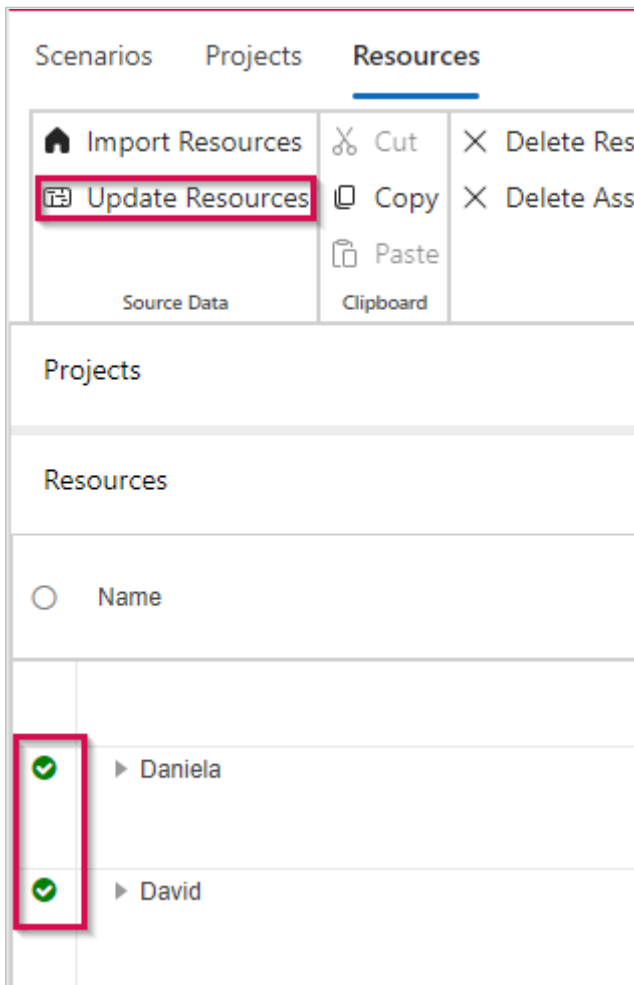 Scenarios Projects Resources
Import Resources Cut Delete Res
Update Resources Copy Delete Ass
Paste
Source Data Clipboard
Projects
Resources
Name
Daniela
David